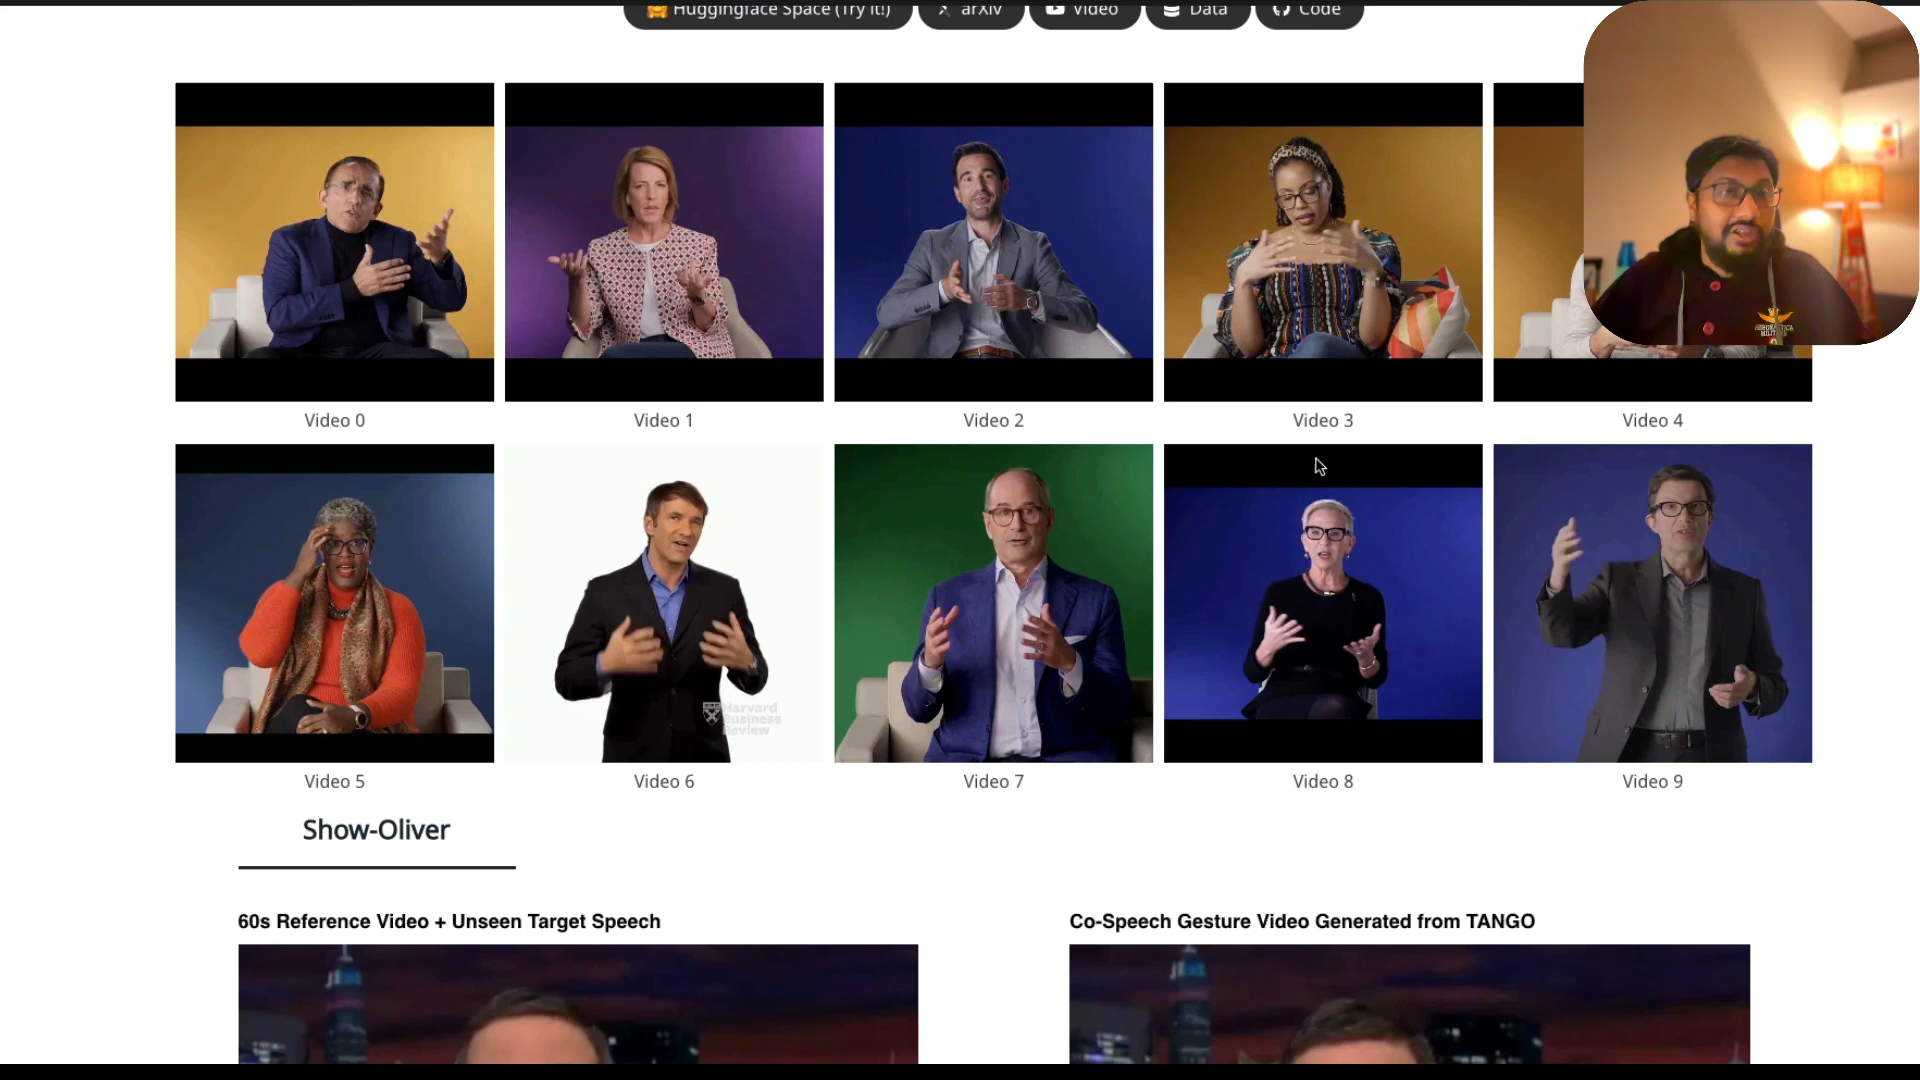 Huggingface Space (Try it!)
arXiv
Video
Data
Code
Video 0
Video 1
Video 2
Video 3
Video 4
Harvard
Business
Review
Video 5
Video 6
Video 7
Video 8
Video 9
Show-Oliver
60s Reference Video + Unseen Target Speech
Co-Speech Gesture Video Generated from TANGO